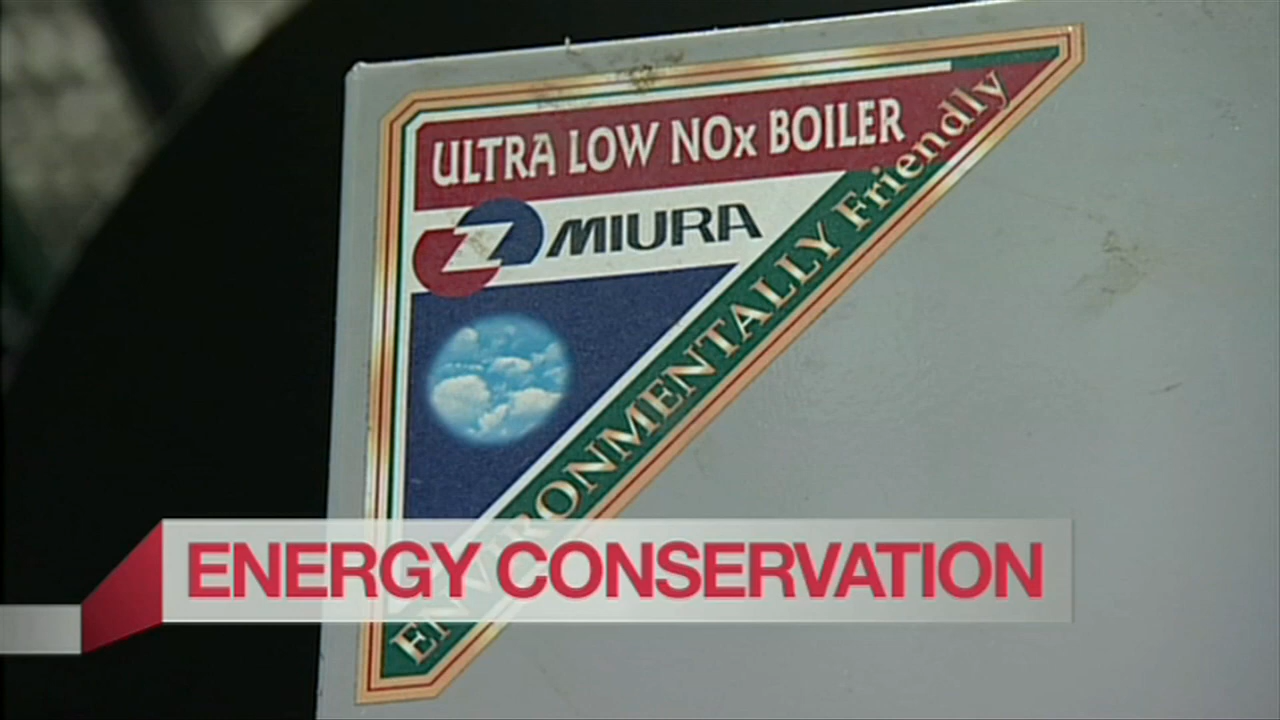 ULTRA LOW NOx BOILER
MIURA
ENVIRONMENTALLY Friendly
ENERGY CONSERVATION